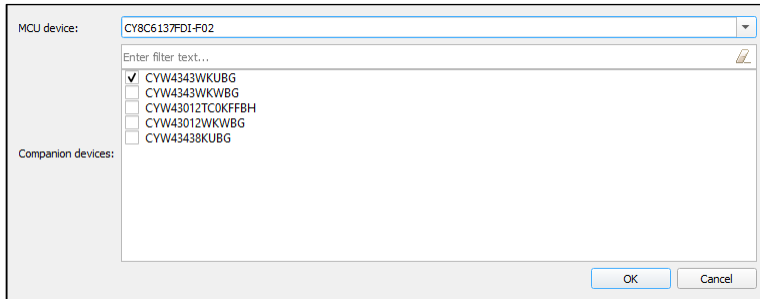 MCU device:
CY8C6137FDI-F02
Enter filter text...
CYW4343WKUBG
CYW4343WKWBG
CYW43012TC0KFFBH
CYW43012WKWBG
CYW43438KUBG
Companion devices:
OK
Cancel